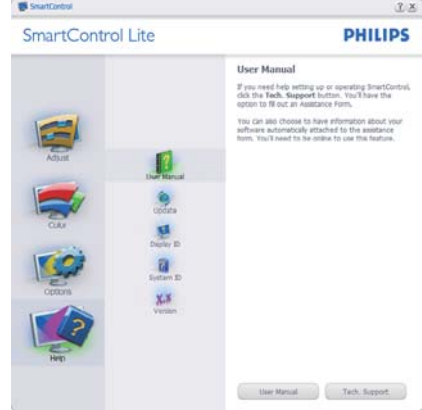 SmartControl
SmartControl Lite
PHILIPS
Adjust
Color
Options
Help
User Manual
Update
Display ID
System ID
Version
User Manual
If you need help setting up or operating SmartControl,
click the Tech. Support button. You'll have the
option to fill out an Assistance Form.
You can also choose to have information about your
software automatically attached to the assistance
form. You'll need to be online to use this feature.
User Manual
Tech. Support